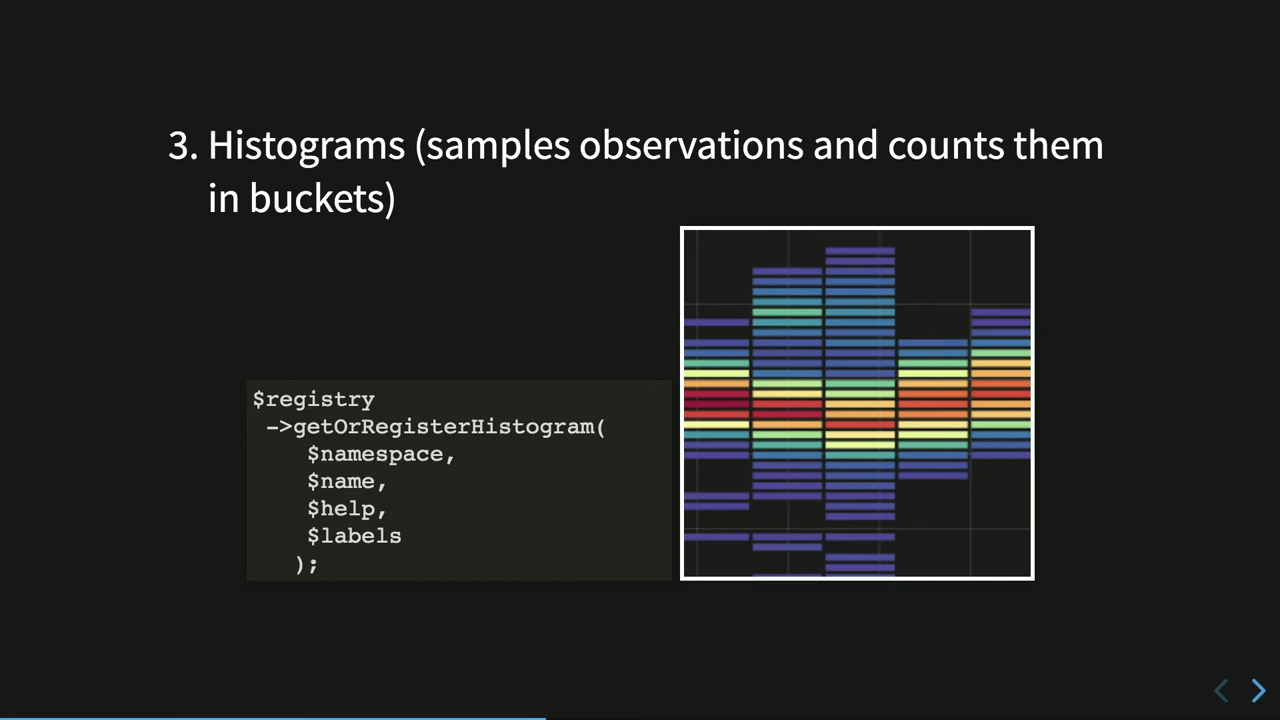 3. Histograms (samples observations and counts them
in buckets)
$registry
->getOrRegisterHistogram(
$namespace,
$name,
$help,
$labels
);